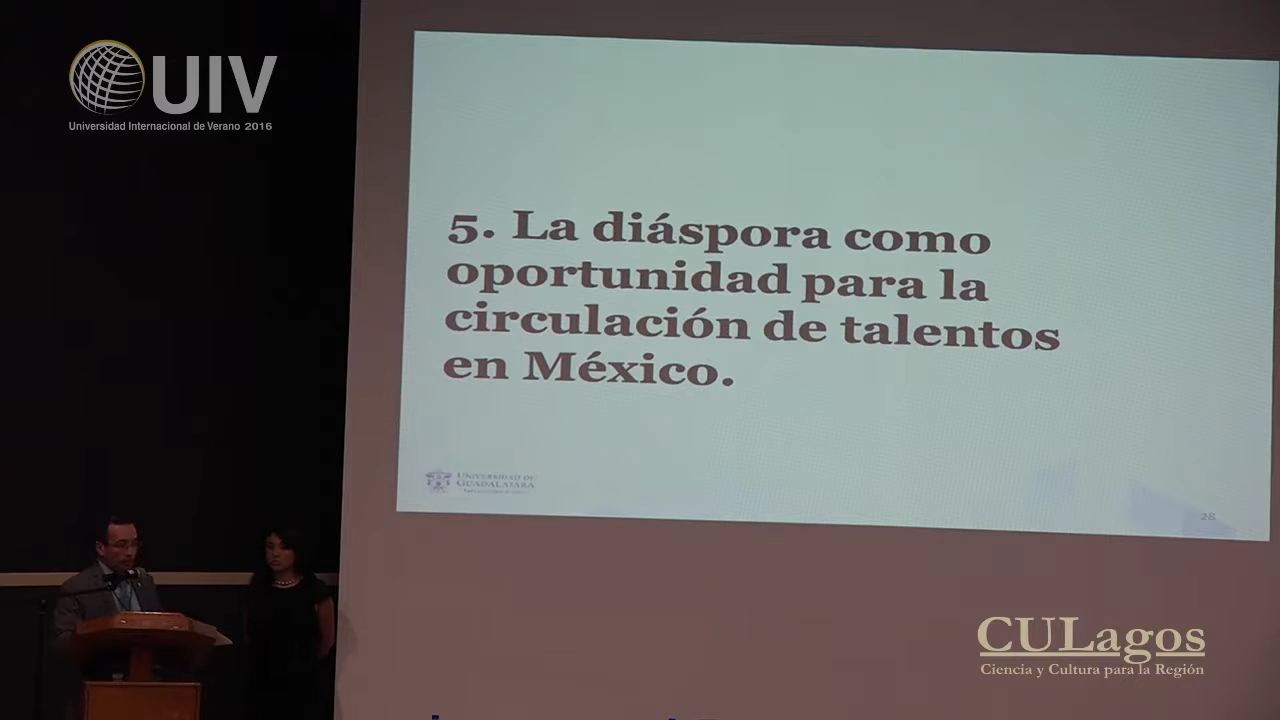 UIV
Universidad Internacional de Verano 2016
5. La diáspora como
oportunidad para la
circulación de talentos
en México.
UNIVERSIDAD DE
GUADALAJARA
28
CULagos
Ciencia y Cultura para la Región